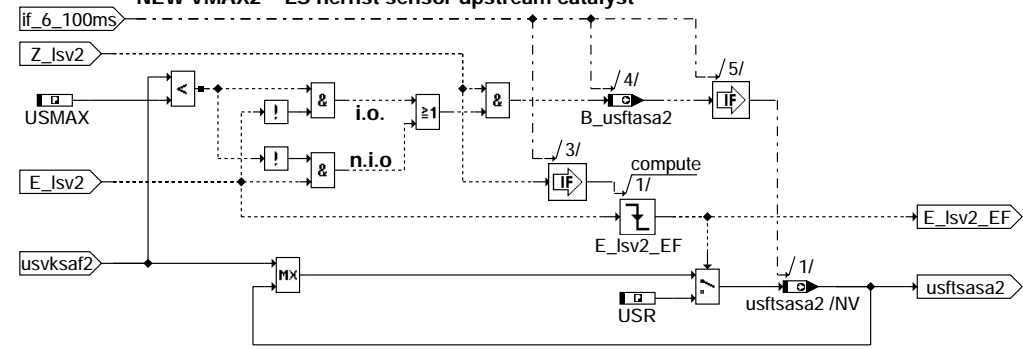 NEW VMAX2 - LS nernst sensor upstream catalyst
if_6_100ms
Z_lsv2
/5/
/4/
<
&
IF
!
i.o.
≥1
&
USMAX
B_usftasa2
/3/
compute
!
&
n.i.o
IF
/1/
E_lsv2
E_lsv2_EF
E_lsv2_EF
usvksaf2
MX
/1/
usftsasa2
USR
usftsasa2 /NV